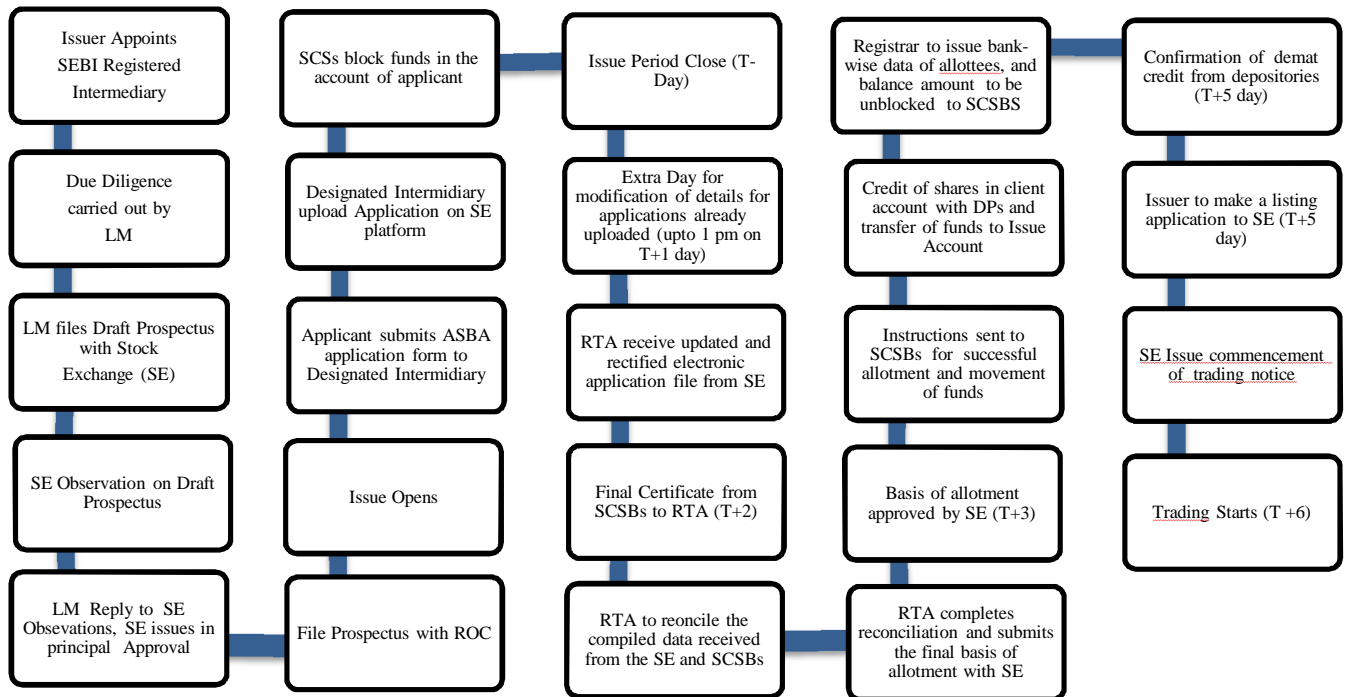 Issuer Appoints
SEBI Registered
Intermediary
Due Diligence
carried out by
LM
LM files Draft Prospectus
with Stock
Exchange (SE)
SE Observation on Draft
Prospectus
LM Reply to SE
Obsevations, SE issues in
principal Approval
File Prospectus with ROC
Issue Opens
Applicant submits ASBA
application form to
Designated Intermediary
Designated Intermidiary
upload Application on SE
platform
SCSs block funds in the
account of applicant
Issue Period Close (T-
Day)
Extra Day for
modification of details for
applications already
uploaded (upto 1 pm on
T+1 day)
RTA receive updated and
rectified electronic
application file from SE
Final Certificate from
SCSBs to RTA (T+2)
RTA to reconcile the
compiled data received
from the SE and SCSBs
RTA completes
reconciliation and submits
the final basis of
allotment with SE
Basis of allotment
approved by SE (T+3)
Instructions sent to
SCSBs for successful
allotment and movement
of funds
Credit of shares in client
account with DPs and
transfer of funds to Issue
Account
Registrar to issue bank-
wise data of allottees, and
balance amount to be
unblocked to SCSBS
Confirmation of demat
credit from depositories
(T+5 day)
Issuer to make a listing
application to SE (T+5
day)
SE Issue commencement
of trading notice
Trading Starts (T +6)